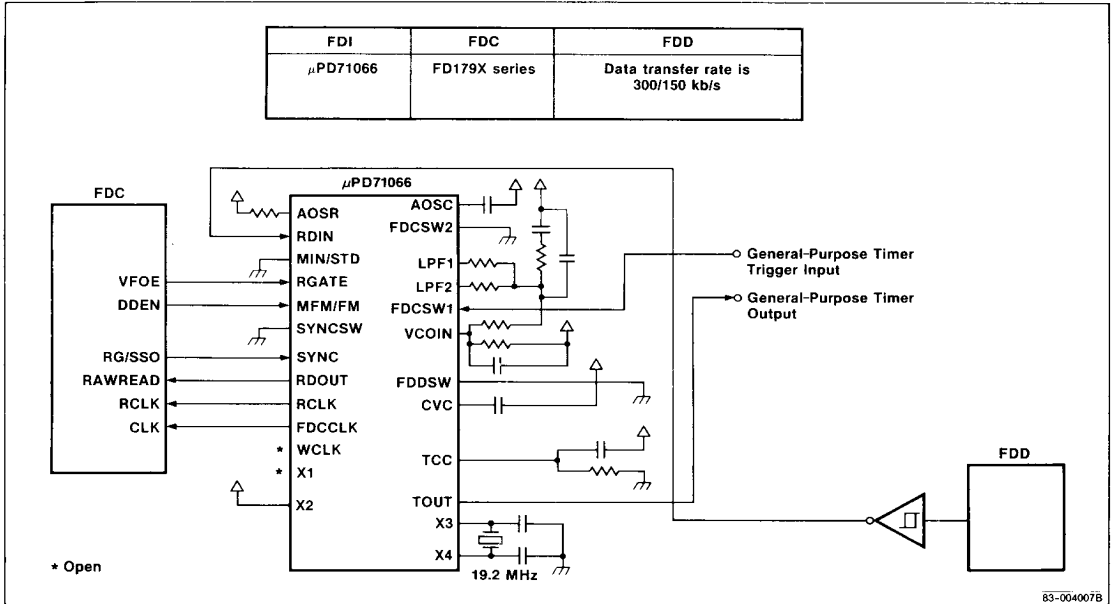 FDI FDC FDD
μPD71066 FD179X series Data transfer rate is
300/150 kb/s
μPD71066
FDC
AOSR
RDIN
MIN/STD
VFOE RGATE
DDEN MFM/FM
SYNCSW
RG/SSO SYNC
RAWREAD RDOUT
RCLK RCLK
CLK FDCCLK
* WCLK
* X1
X2
AOSC
FDCSW2
LPF1
LPF2
FDCSW1
VCOIN
FDDSW
CVC
TCC
TOUT
X3
X4
19.2 MHz
General-Purpose Timer
Trigger Input
General-Purpose Timer
Output
FDD
* Open
83-004007B